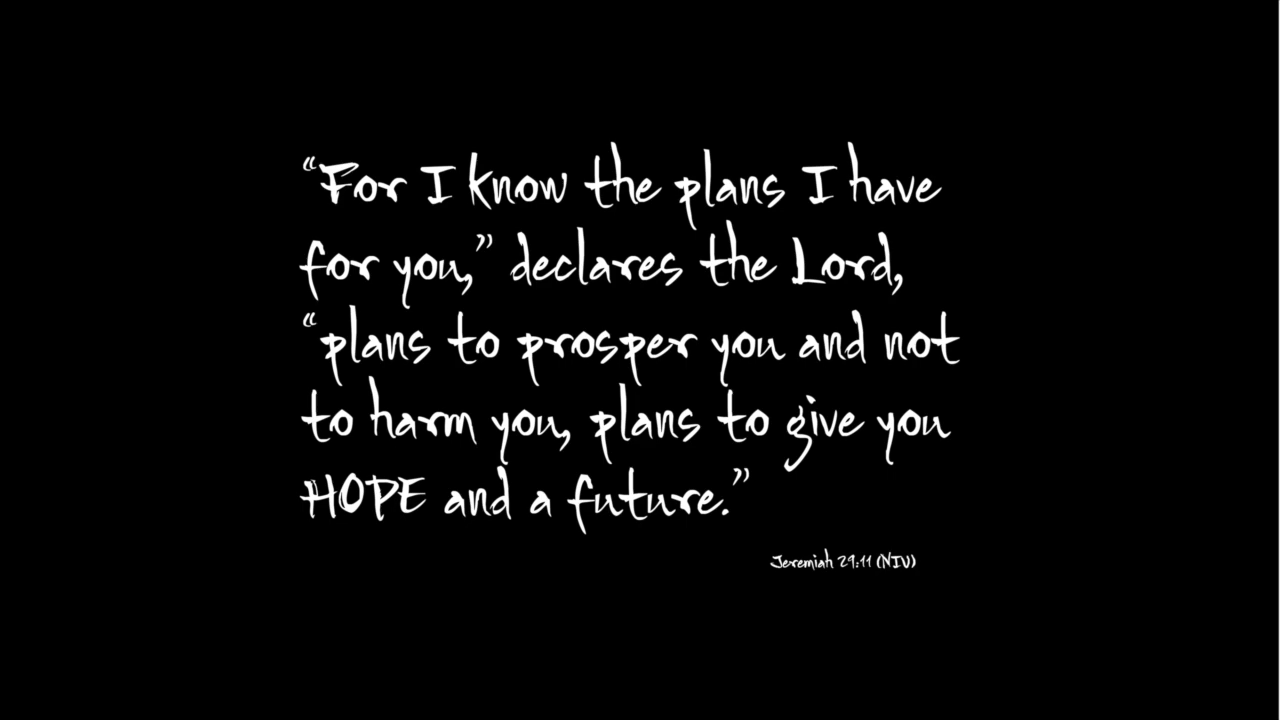 “For I know the plans I have
for you,” declares the Lord,
“plans to prosper you and not
to harm you, plans to give you
HOPE and a future.”
Jeremiah 29:11 (NIV)